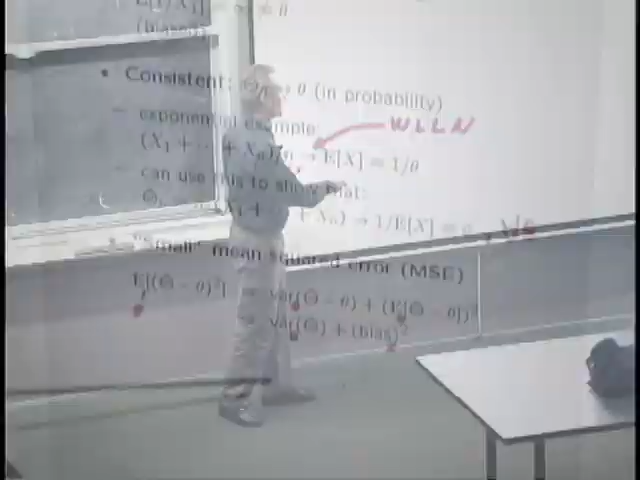 (biased)
• Consistent: Θ̂n → θ (in probability)
– exponential example:
(X1 + ··· + Xn)/n → E[X] = 1/θ
WLLN
– can use this to show that:
+ Xn) → 1/E[X] = θ
• "Small" mean squared error (MSE)
E[(Θ̂ − θ)²] = var(Θ̂ − θ) + (E[Θ̂ − θ])²
= var(Θ̂) + (bias)²